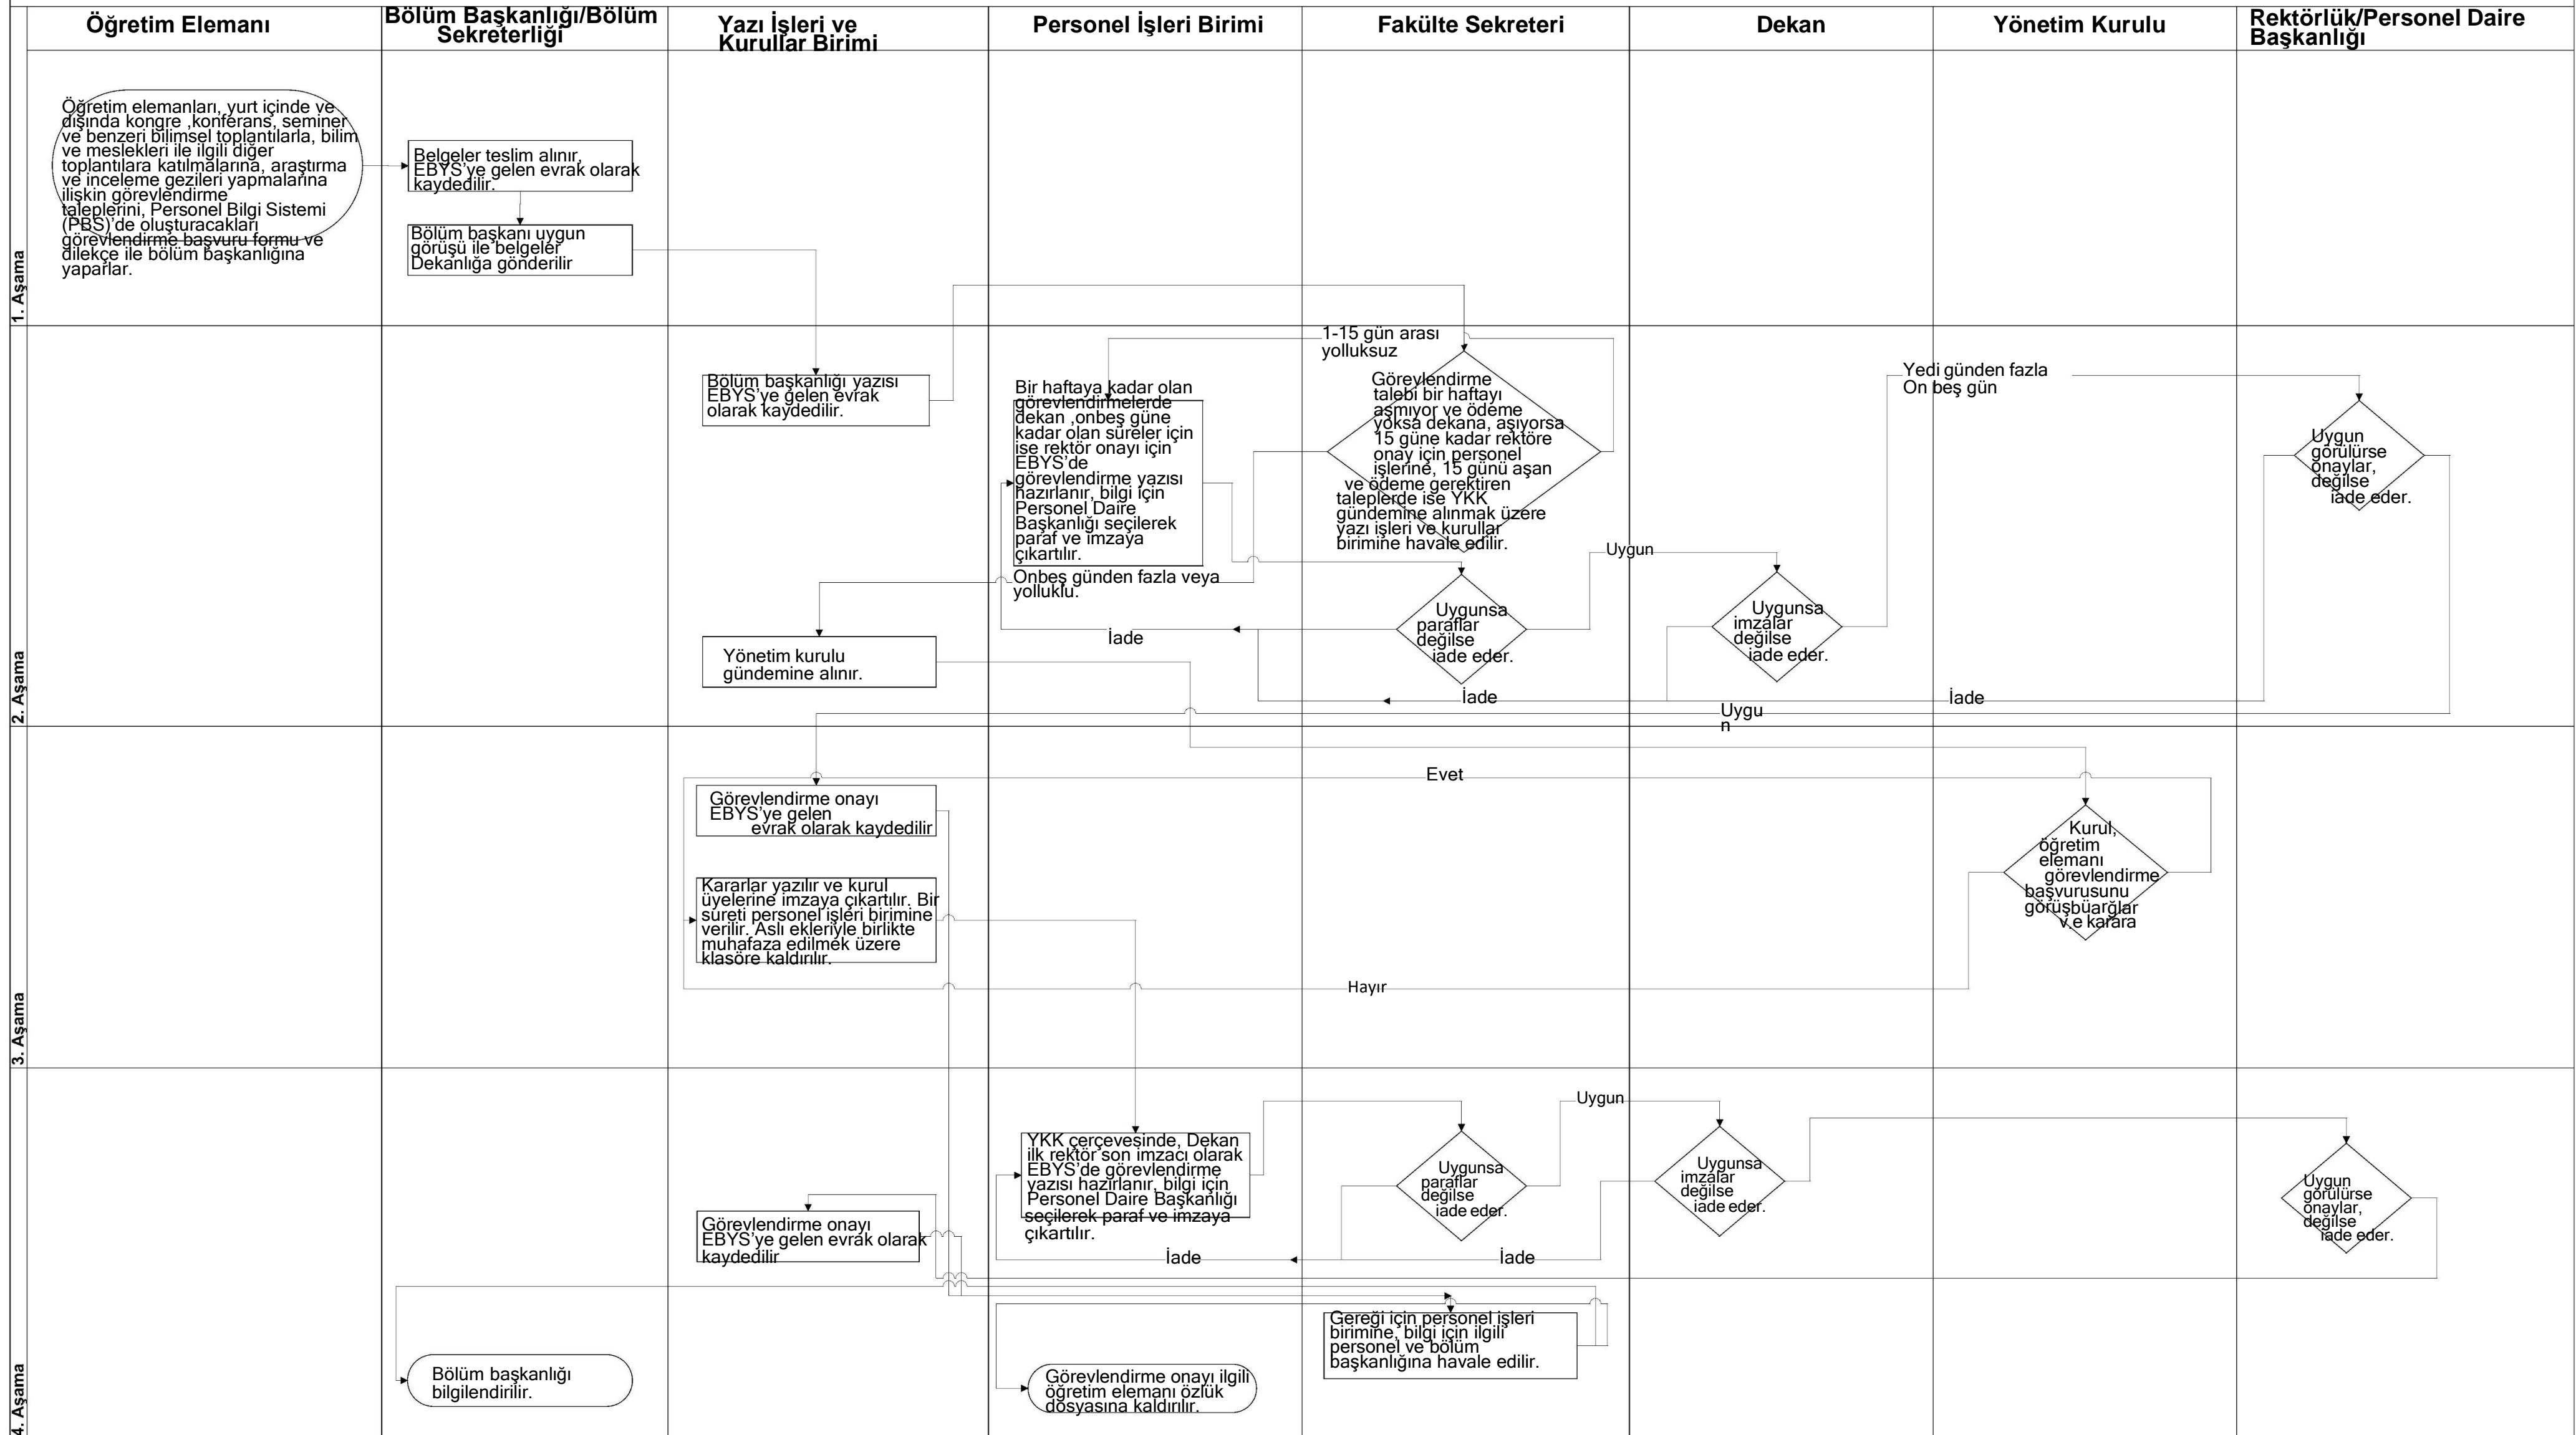 Öğretim Elemanı
Bölüm Başkanlığı/Bölüm
Sekreterliği
Yazı İşleri ve
Kurullar Birimi
Personel İşleri Birimi
Fakülte Sekreteri
Dekan
Yönetim Kurulu
Rektörlük/Personel Daire
Başkanlığı
1. Aşama
Öğretim elemanları, yurt içinde ve
dışında kongre ,konferans, seminer
ve benzeri bilimsel toplantılarla, bilim
ve meslekleri ile ilgili diğer
toplantılara katılmalarına, araştırma
ve inceleme gezileri yapmalarına
ilişkin görevlendirme
taleplerini, Personel Bilgi Sistemi
(PBS)'de oluşturacakları
görevlendirme başvuru formu ve
dilekçe ile bölüm başkanlığına
yaparlar.
Belgeler teslim alınır,
EBYS'ye gelen evrak olarak
kaydedilir.
Bölüm başkanı uygun
görüşü ile belgeler
Dekanlığa gönderilir
2. Aşama
Bölüm başkanlığı yazısı
EBYS'ye gelen evrak
olarak kaydedilir.
1-15 gün arası
yolluksuz
Bir haftaya kadar olan
görevlendirmelerde
dekan ,onbeş güne
kadar olan süreler için
ise rektör onayı için
EBYS'de
görevlendirme yazısı
hazırlanır, bilgi için
Personel Daire
Başkanlığı seçilerek
paraf ve imzaya
çıkartılır.
Görevlendirme
talebi bir haftayı
aşmıyor ve ödeme
yoksa dekana, aşıyorsa
15 güne kadar rektöre
onay için personel
işlerine, 15 günü aşan
ve ödeme gerektiren
taleplerde ise YKK
gündemine alınmak üzere
yazı işleri ve kurullar
birimine havale edilir.
Yedi günden fazla
On beş gün
Uygun
görülürse
onaylar,
değilse
iade eder.
Onbeş günden fazla veya
yolluklu.
Uygun
Uygunsa
paraflar
değilse
iade eder.
Uygunsa
imzalar
değilse
iade eder.
İade
Yönetim kurulu
gündemine alınır.
İade
İade
Uygu
n
3. Aşama
Evet
Görevlendirme onayı
EBYS'ye gelen
evrak olarak kaydedilir
Kararlar yazılır ve kurul
üyelerine imzaya çıkartılır. Bir
sureti personel işleri birimine
verilir. Aslı ekleriyle birlikte
muhafaza edilmek üzere
klasöre kaldırılır.
Kurul,
öğretim
elemanı
görevlendirme
başvurusunu
görüşbüarğlar
v.e karara
Hayır
4. Aşama
YKK çerçevesinde, Dekan
ilk rektör son imzacı olarak
EBYS'de görevlendirme
yazısı hazırlanır, bilgi için
Personel Daire Başkanlığı
seçilerek paraf ve imzaya
çıkartılır.
Uygun
Uygunsa
paraflar
değilse
iade eder.
Uygunsa
imzalar
değilse
iade eder.
Uygun
görülürse
onaylar,
değilse
iade eder.
Görevlendirme onayı
EBYS'ye gelen evrak olarak
kaydedilir
İade
İade
Gereği için personel işleri
birimine, bilgi için ilgili
personel ve bölüm
başkanlığına havale edilir.
Bölüm başkanlığı
bilgilendirilir.
Görevlendirme onayı ilgili
öğretim elemanı özlük
dosyasına kaldırılır.